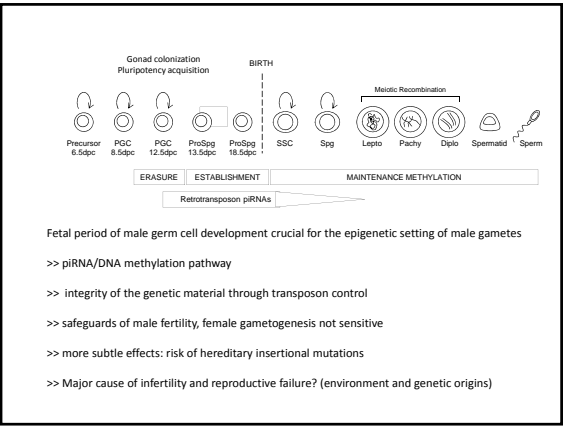 Gonad colonization
Pluripotency acquisition
BIRTH
Meiotic Recombination
Precursor 6.5dpc
PGC 8.5dpc
PGC 12.5dpc
ProSpg 13.5dpc
ProSpg 18.5dpc
SSC
Spg
Lepto
Pachy
Diplo
Spermatid
Sperm
ERASURE
ESTABLISHMENT
MAINTENANCE METHYLATION
Retrotransposon piRNAs
Fetal period of male germ cell development crucial for the epigenetic setting of male gametes
>> piRNA/DNA methylation pathway
>> integrity of the genetic material through transposon control
>> safeguards of male fertility, female gametogenesis not sensitive
>> more subtle effects: risk of hereditary insertional mutations
>> Major cause of infertility and reproductive failure? (environment and genetic origins)